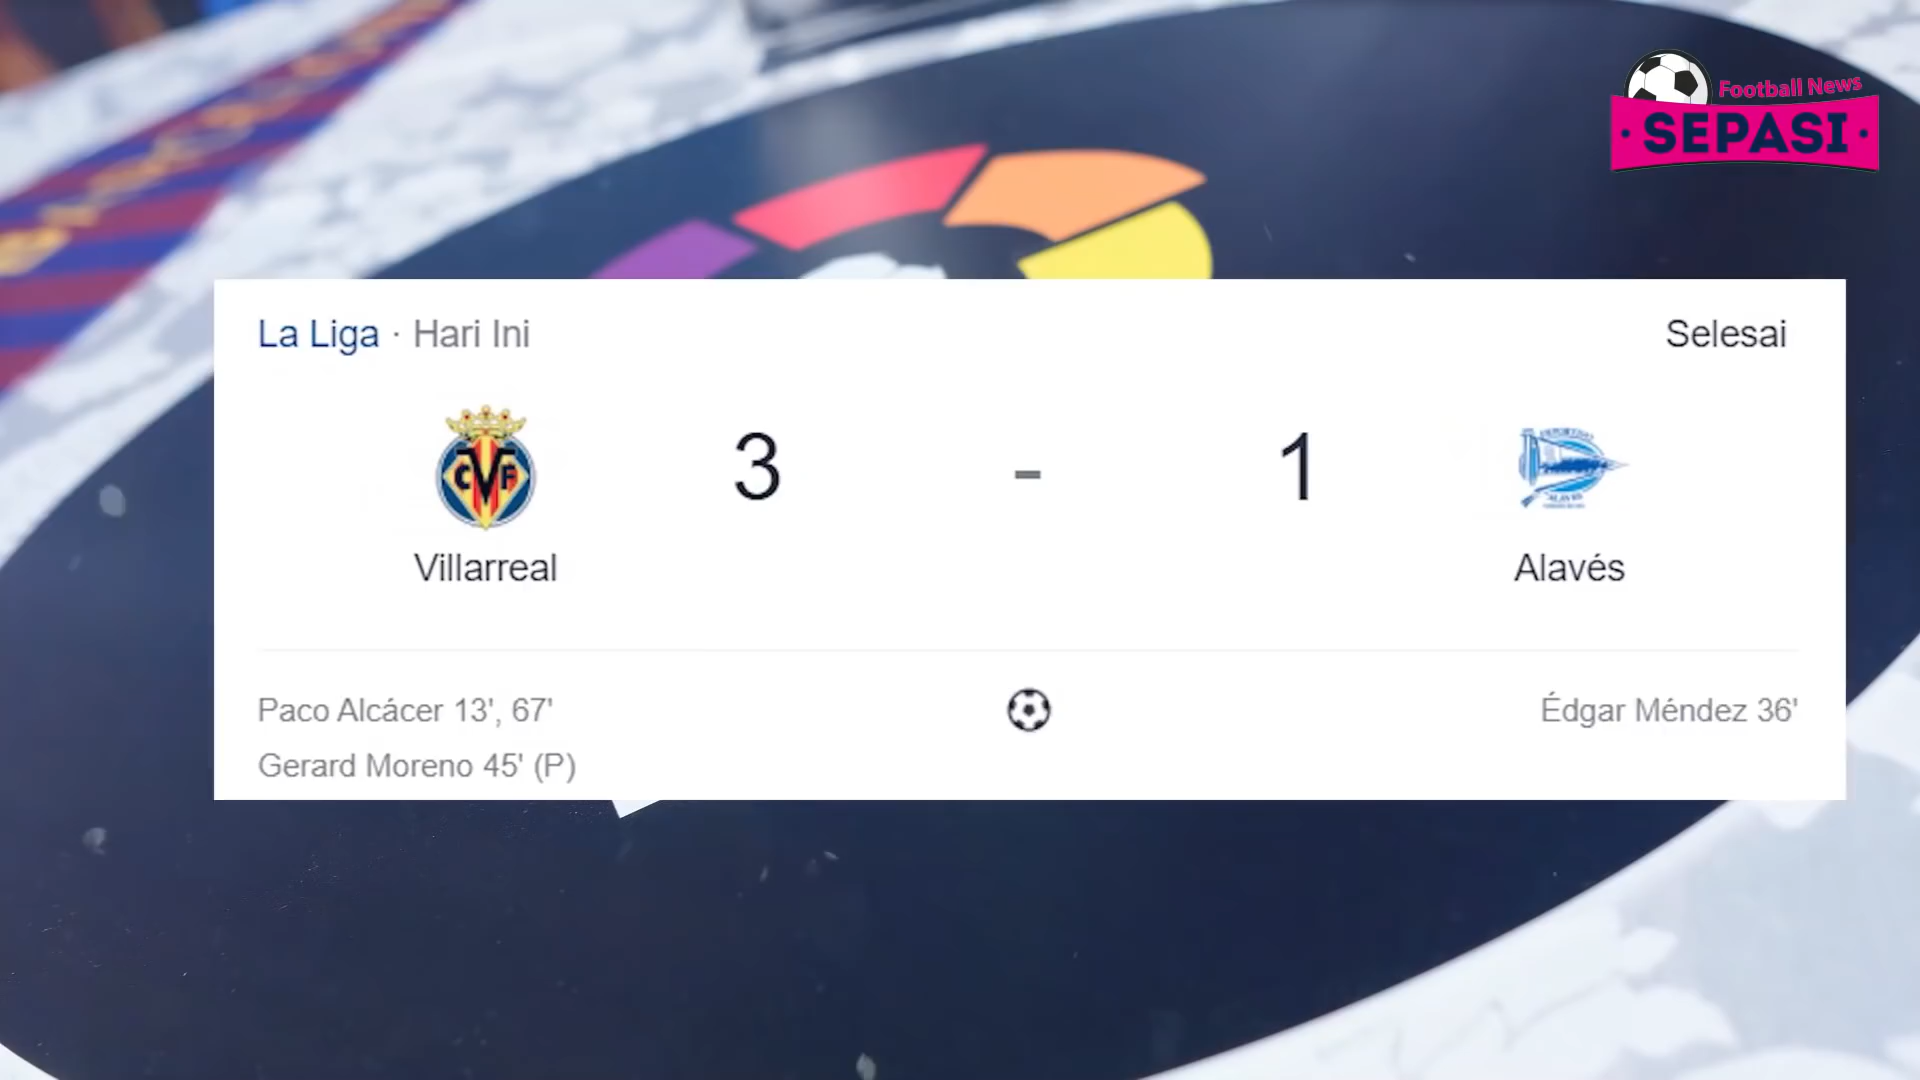 Football News
· SEPASI ·
La Liga · Hari Ini
Selesai
3 - 1
CVF
Villarreal
Alavés
Paco Alcácer 13', 67'
Édgar Méndez 36'
Gerard Moreno 45' (P)